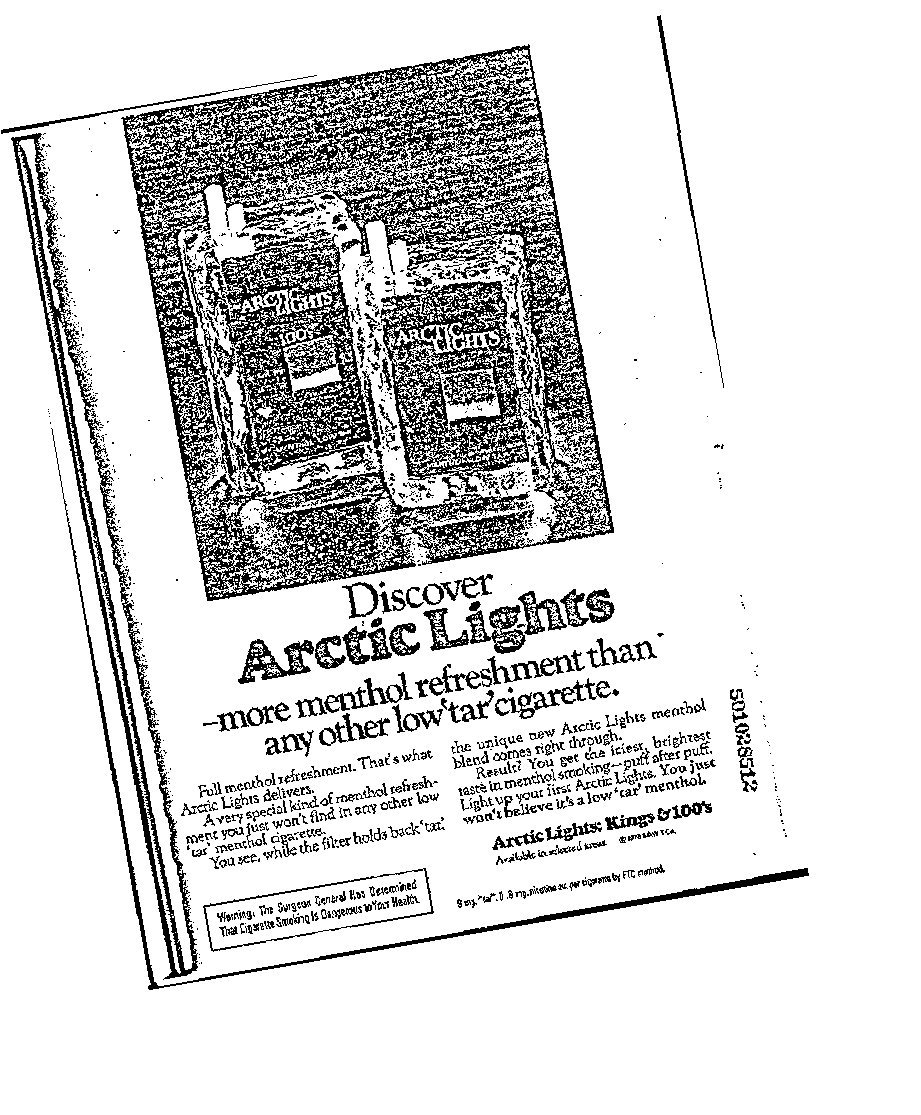 ARCTIC
LIGHTS
100's
ARCTIC
LIGHTS
Discover
Arctic Lights
–more menthol refreshment than
any other low 'tar' cigarette.
Full menthol refreshment. That's what
Arctic Lights delivers.
A very special kind of menthol refresh-
ment you just won't find in any other low
'tar' menthol cigarette.
You see, while the filter holds back 'tar,'
the unique new Arctic Lights menthol
blend comes right through.
Result? You get the iciest, brightest
taste in menthol smoking—puff after puff.
Light up your first Arctic Lights. You just
won't believe it's a low 'tar' menthol.
Arctic Lights: Kings & 100's
Available in selected areas.
Warning: The Surgeon General Has Determined
That Cigarette Smoking Is Dangerous to Your Health.
9 mg. "tar", 0.8 mg. nicotine av. per cigarette by FTC method.
501028512